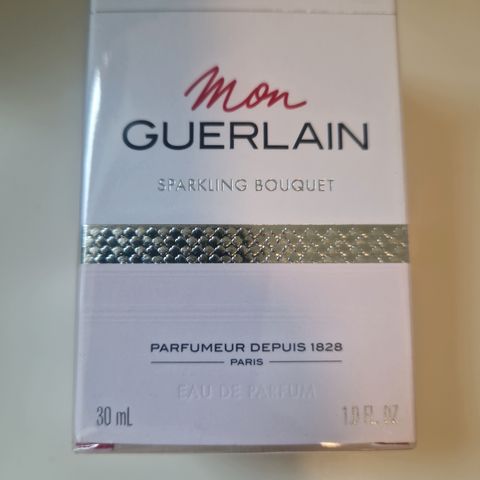 Mon
GUERLAIN
SPARKLING BOUQUET
PARFUMEUR DEPUIS 1828
PARIS
EAU DE PARFUM
30 mL 1.0 FL. OZ